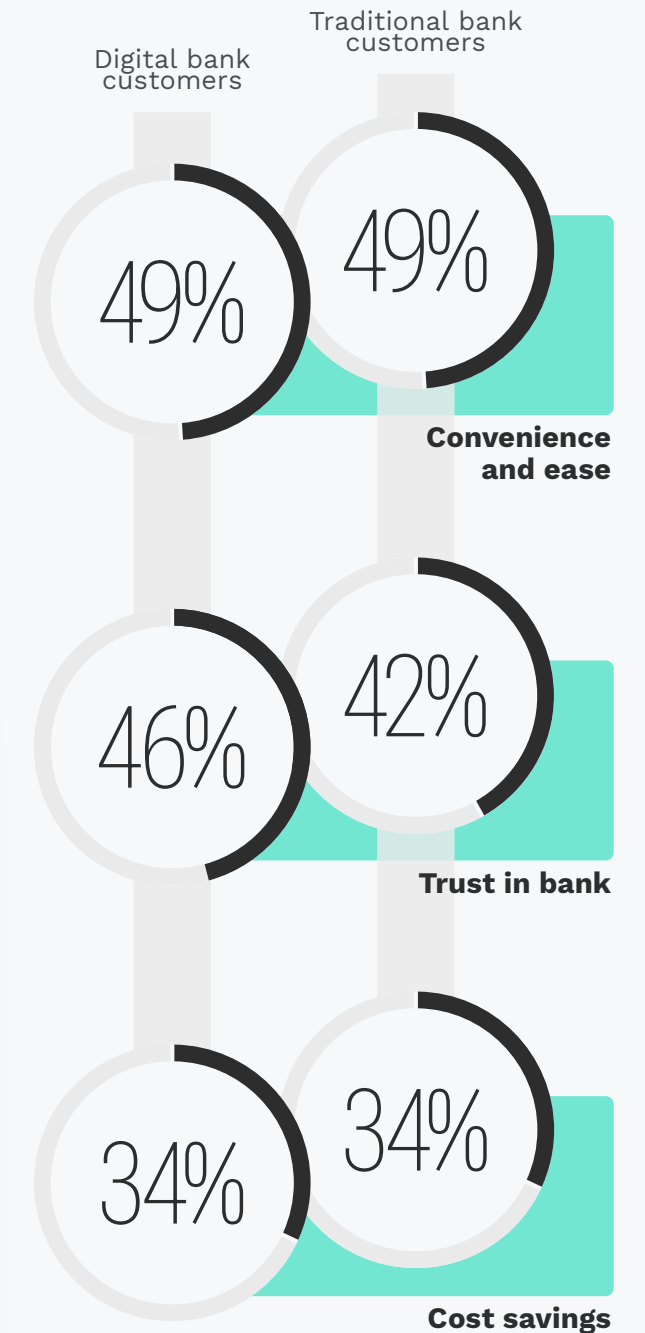 Traditional bank
customers
Digital bank
customers
49%
49%
Convenience
and ease
46%
42%
Trust in bank
34%
34%
Cost savings